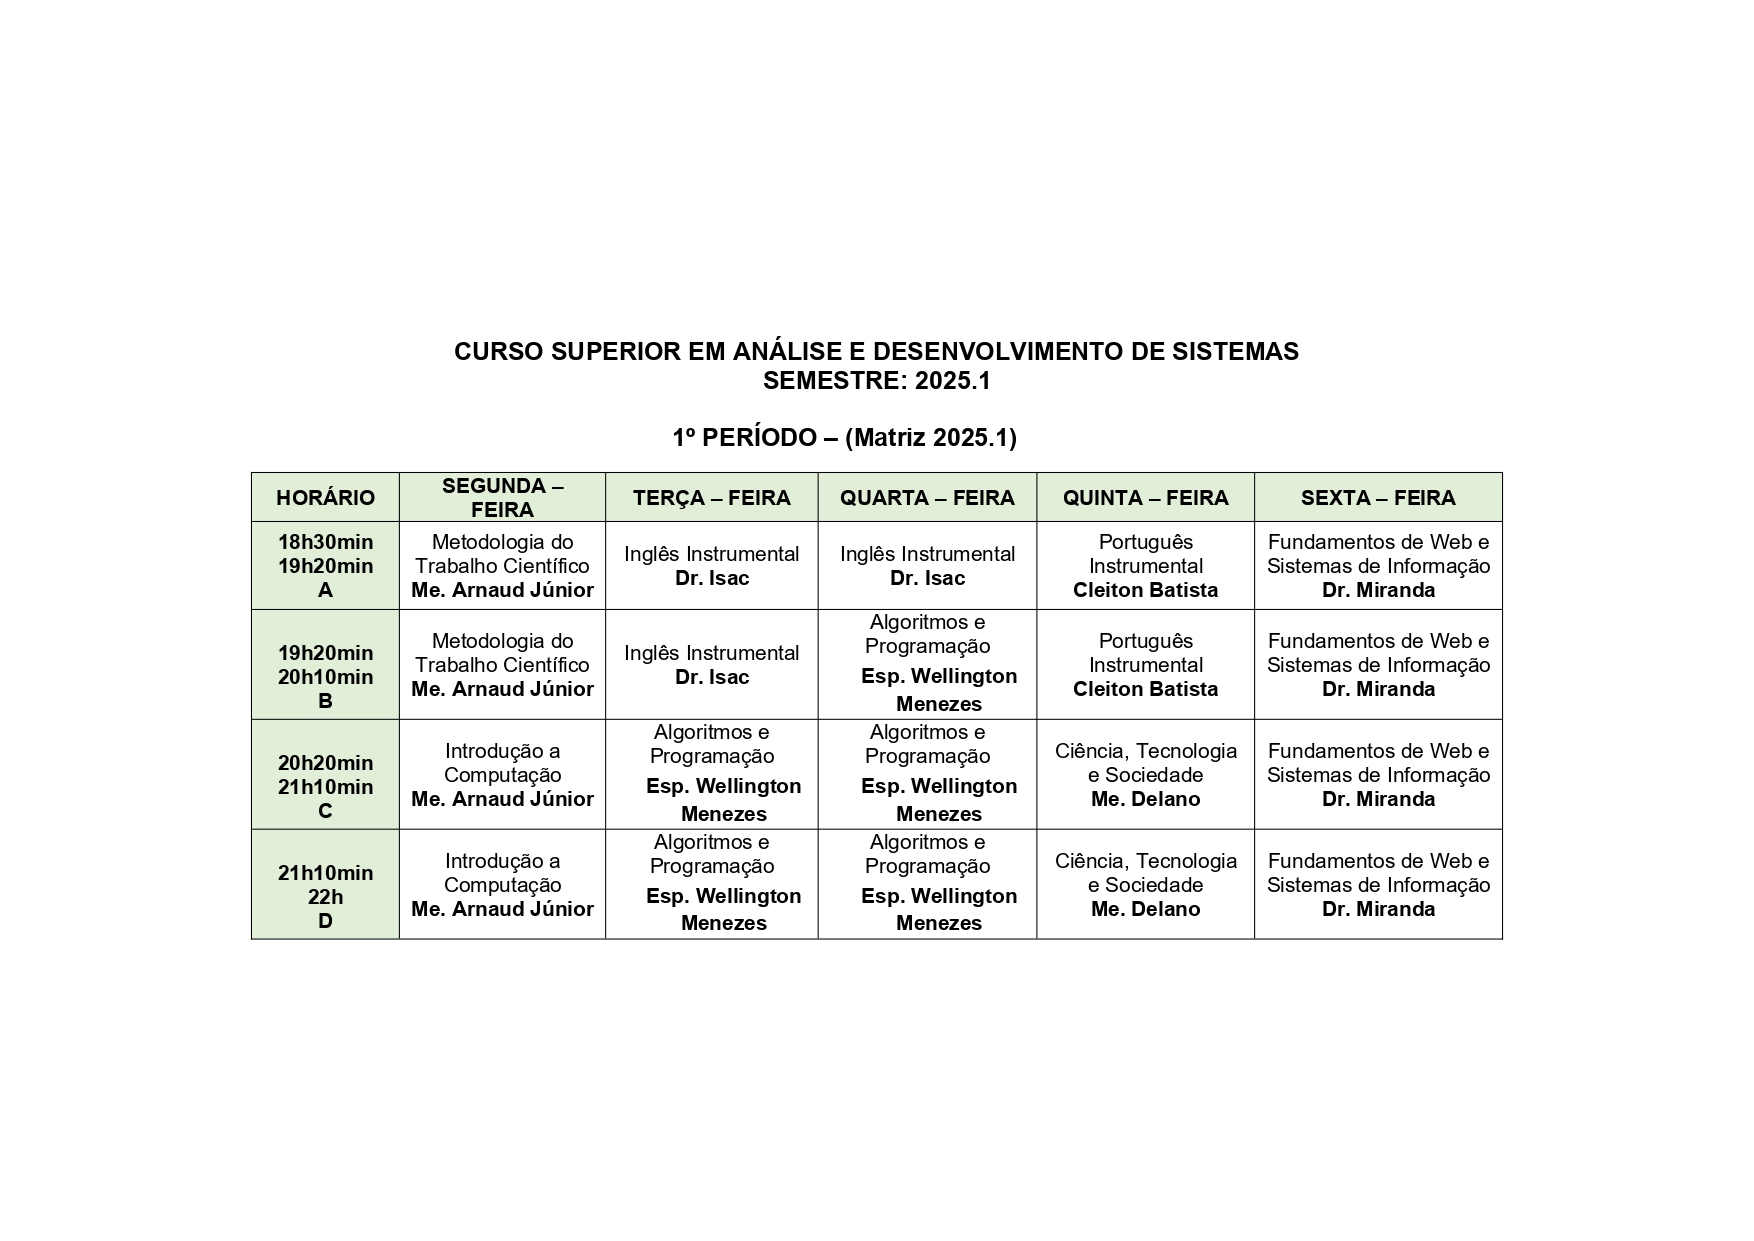 CURSO SUPERIOR EM ANÁLISE E DESENVOLVIMENTO DE SISTEMAS
SEMESTRE: 2025.1
1º PERÍODO – (Matriz 2025.1)
HORÁRIO
SEGUNDA –
FEIRA
TERÇA – FEIRA
QUARTA – FEIRA
QUINTA – FEIRA
SEXTA – FEIRA
18h30min
19h20min
A
Metodologia do
Trabalho Científico
Me. Arnaud Júnior
Inglês Instrumental
Dr. Isac
Inglês Instrumental
Dr. Isac
Português
Instrumental
Cleiton Batista
Fundamentos de Web e
Sistemas de Informação
Dr. Miranda
19h20min
20h10min
B
Metodologia do
Trabalho Científico
Me. Arnaud Júnior
Inglês Instrumental
Dr. Isac
Algoritmos e
Programação
Esp. Wellington
Menezes
Português
Instrumental
Cleiton Batista
Fundamentos de Web e
Sistemas de Informação
Dr. Miranda
20h20min
21h10min
C
Introdução a
Computação
Me. Arnaud Júnior
Algoritmos e
Programação
Esp. Wellington
Menezes
Algoritmos e
Programação
Esp. Wellington
Menezes
Ciência, Tecnologia
e Sociedade
Me. Delano
Fundamentos de Web e
Sistemas de Informação
Dr. Miranda
21h10min
22h
D
Introdução a
Computação
Me. Arnaud Júnior
Algoritmos e
Programação
Esp. Wellington
Menezes
Algoritmos e
Programação
Esp. Wellington
Menezes
Ciência, Tecnologia
e Sociedade
Me. Delano
Fundamentos de Web e
Sistemas de Informação
Dr. Miranda